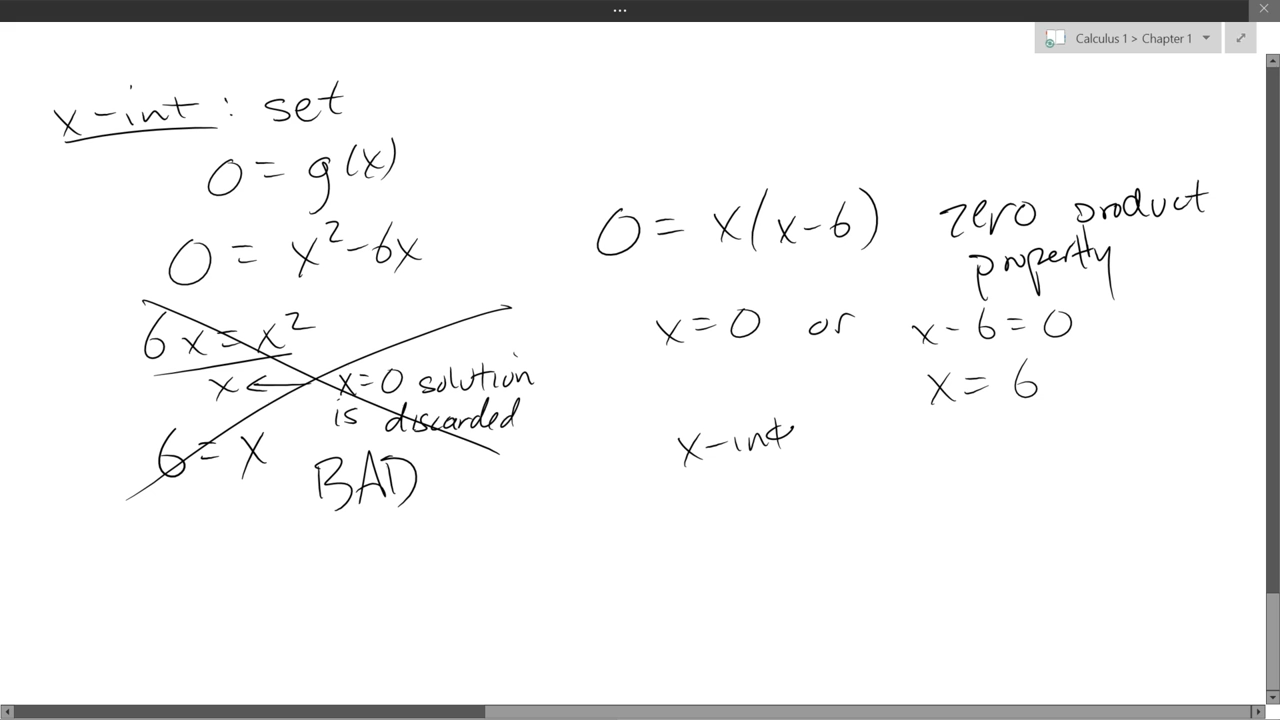 ...
Calculus 1 > Chapter 1
x-int: set
0 = g(x)
0 = x²-6x
6x = x²
x ← x=0 solution
is discarded
6 = x
BAD
0 = x(x-6) zero product
property
x=0 or x-6=0
x=6
x-int